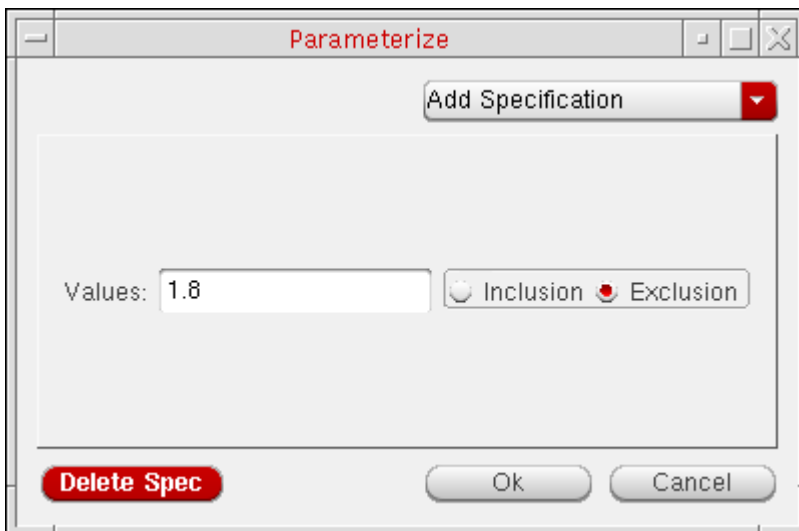 Parameterize
Add Specification
Values: 1.8 Inclusion Exclusion
Delete Spec Ok Cancel